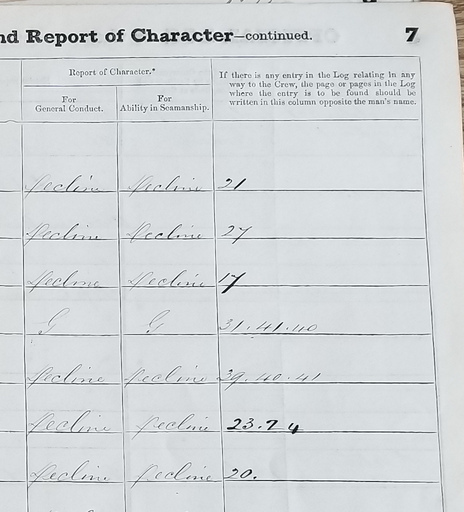 nd Report of Character—continued.
7
Report of Character.*
For
General Conduct.
For
Ability in Seamanship.
If there is any entry in the Log relating in any
way to the Crew, the page or pages in the Log
where the entry is to be found should be
written in this column opposite the man's name.
Decline Decline 21
Decline Decline 27
Decline Decline 17
G G 31.41.40
Decline Decline 39.40.41
Decline Decline 23.24
Decline Decline 20.